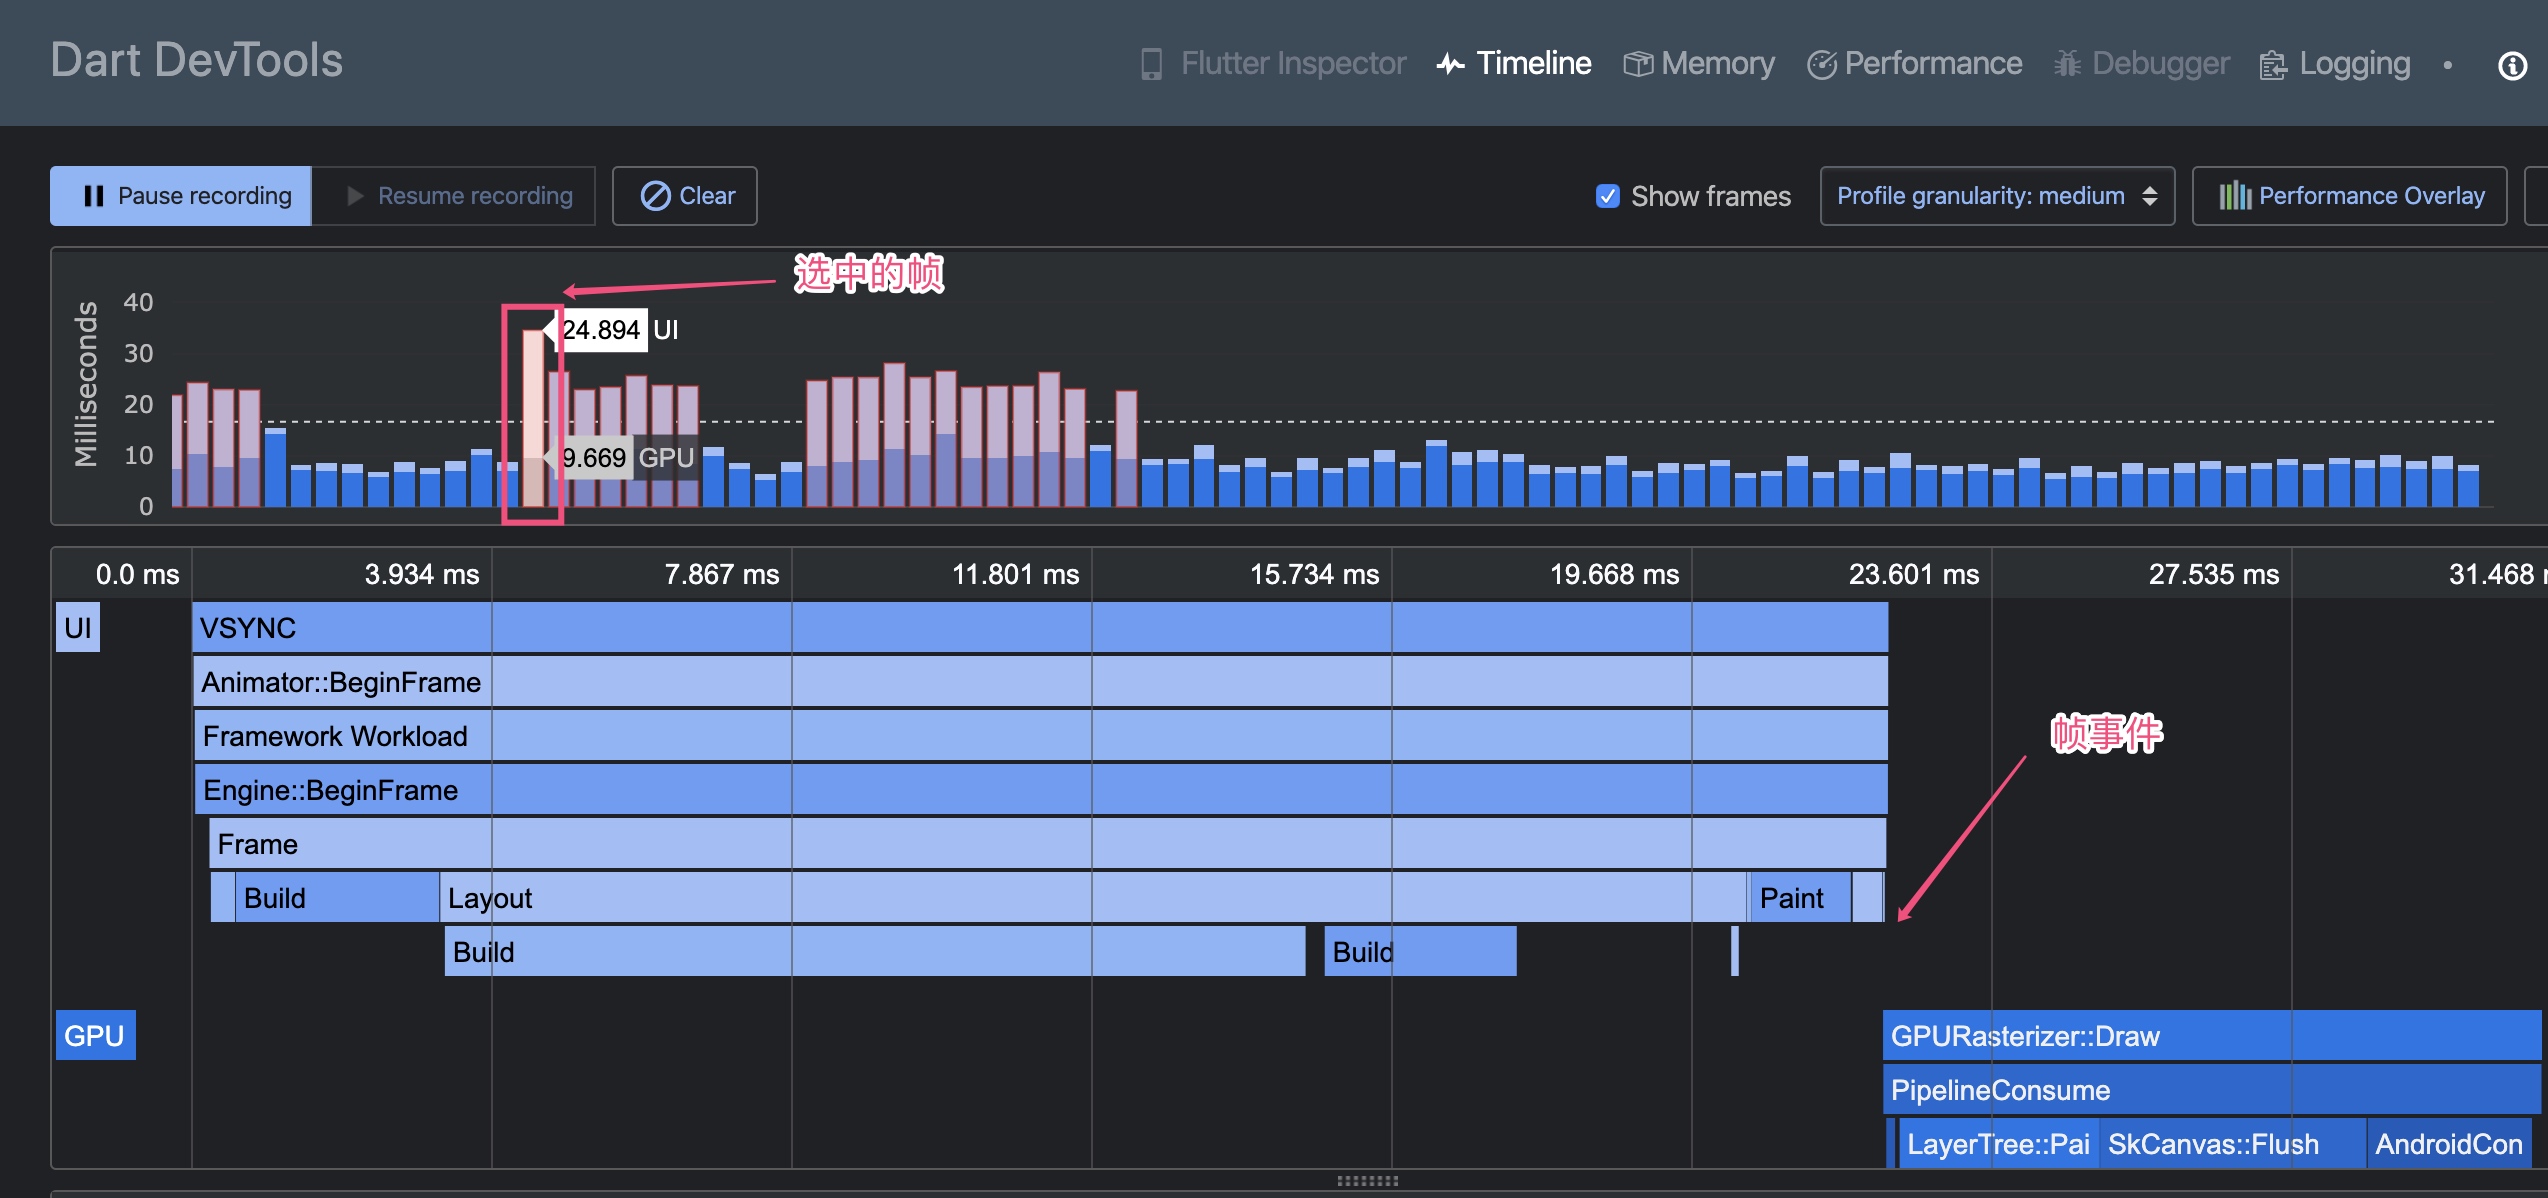 Dart DevTools
Flutter Inspector
Timeline
Memory
Performance
Debugger
Logging
Pause recording
Resume recording
Clear
Show frames
Profile granularity: medium
Performance Overlay
选中的帧
Milliseconds
40
30
20
10
0
24.894 UI
9.669 GPU
0.0 ms
3.934 ms
7.867 ms
11.801 ms
15.734 ms
19.668 ms
23.601 ms
27.535 ms
31.468
UI
VSYNC
Animator::BeginFrame
Framework Workload
帧事件
Engine::BeginFrame
Frame
Build
Layout
Paint
Build
Build
GPU
GPURasterizer::Draw
PipelineConsume
LayerTree::Pai
SkCanvas::Flush
AndroidCon